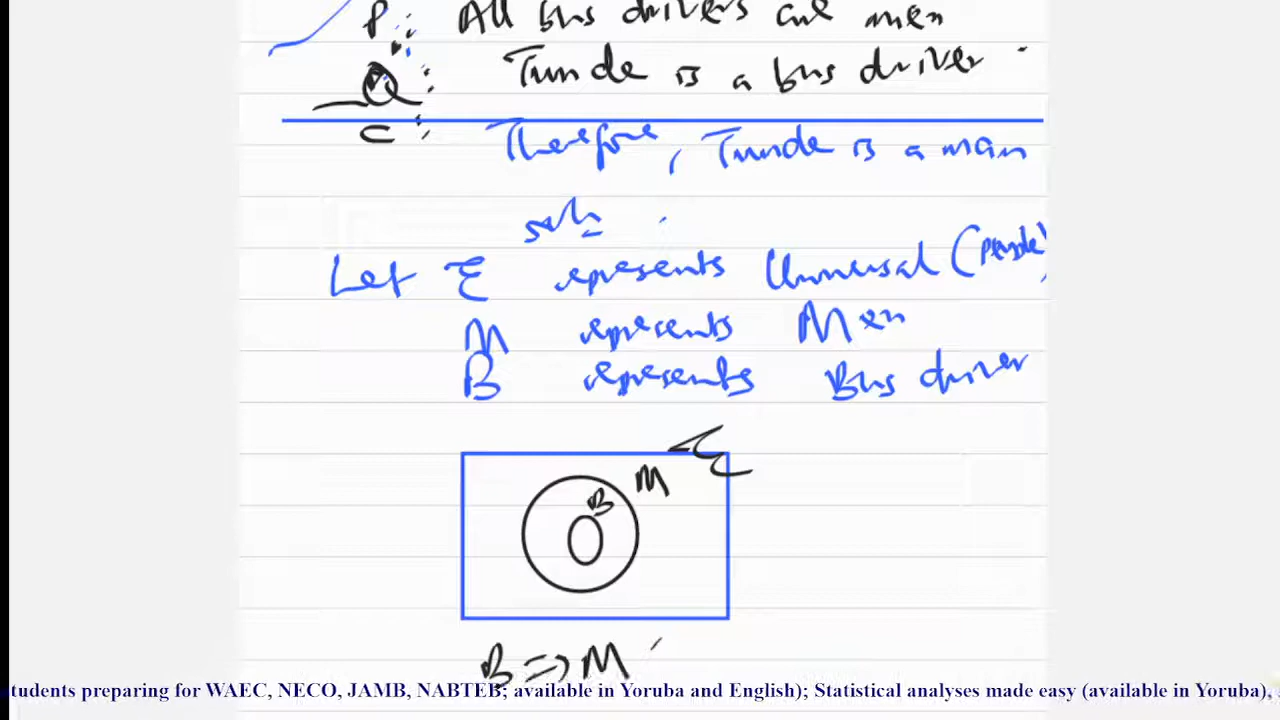 P: All bus drivers are men
Q: Tunde is a bus driver
C: Therefore, Tunde is a man
soln
Let ℰ represents Universal (People)
M represents Men
B represents Bus driver
ℰ
M
B
B => M
tudents preparing for WAEC, NECO, JAMB, NABTEB; available in Yoruba and English); Statistical analyses made easy (available in Yoruba),